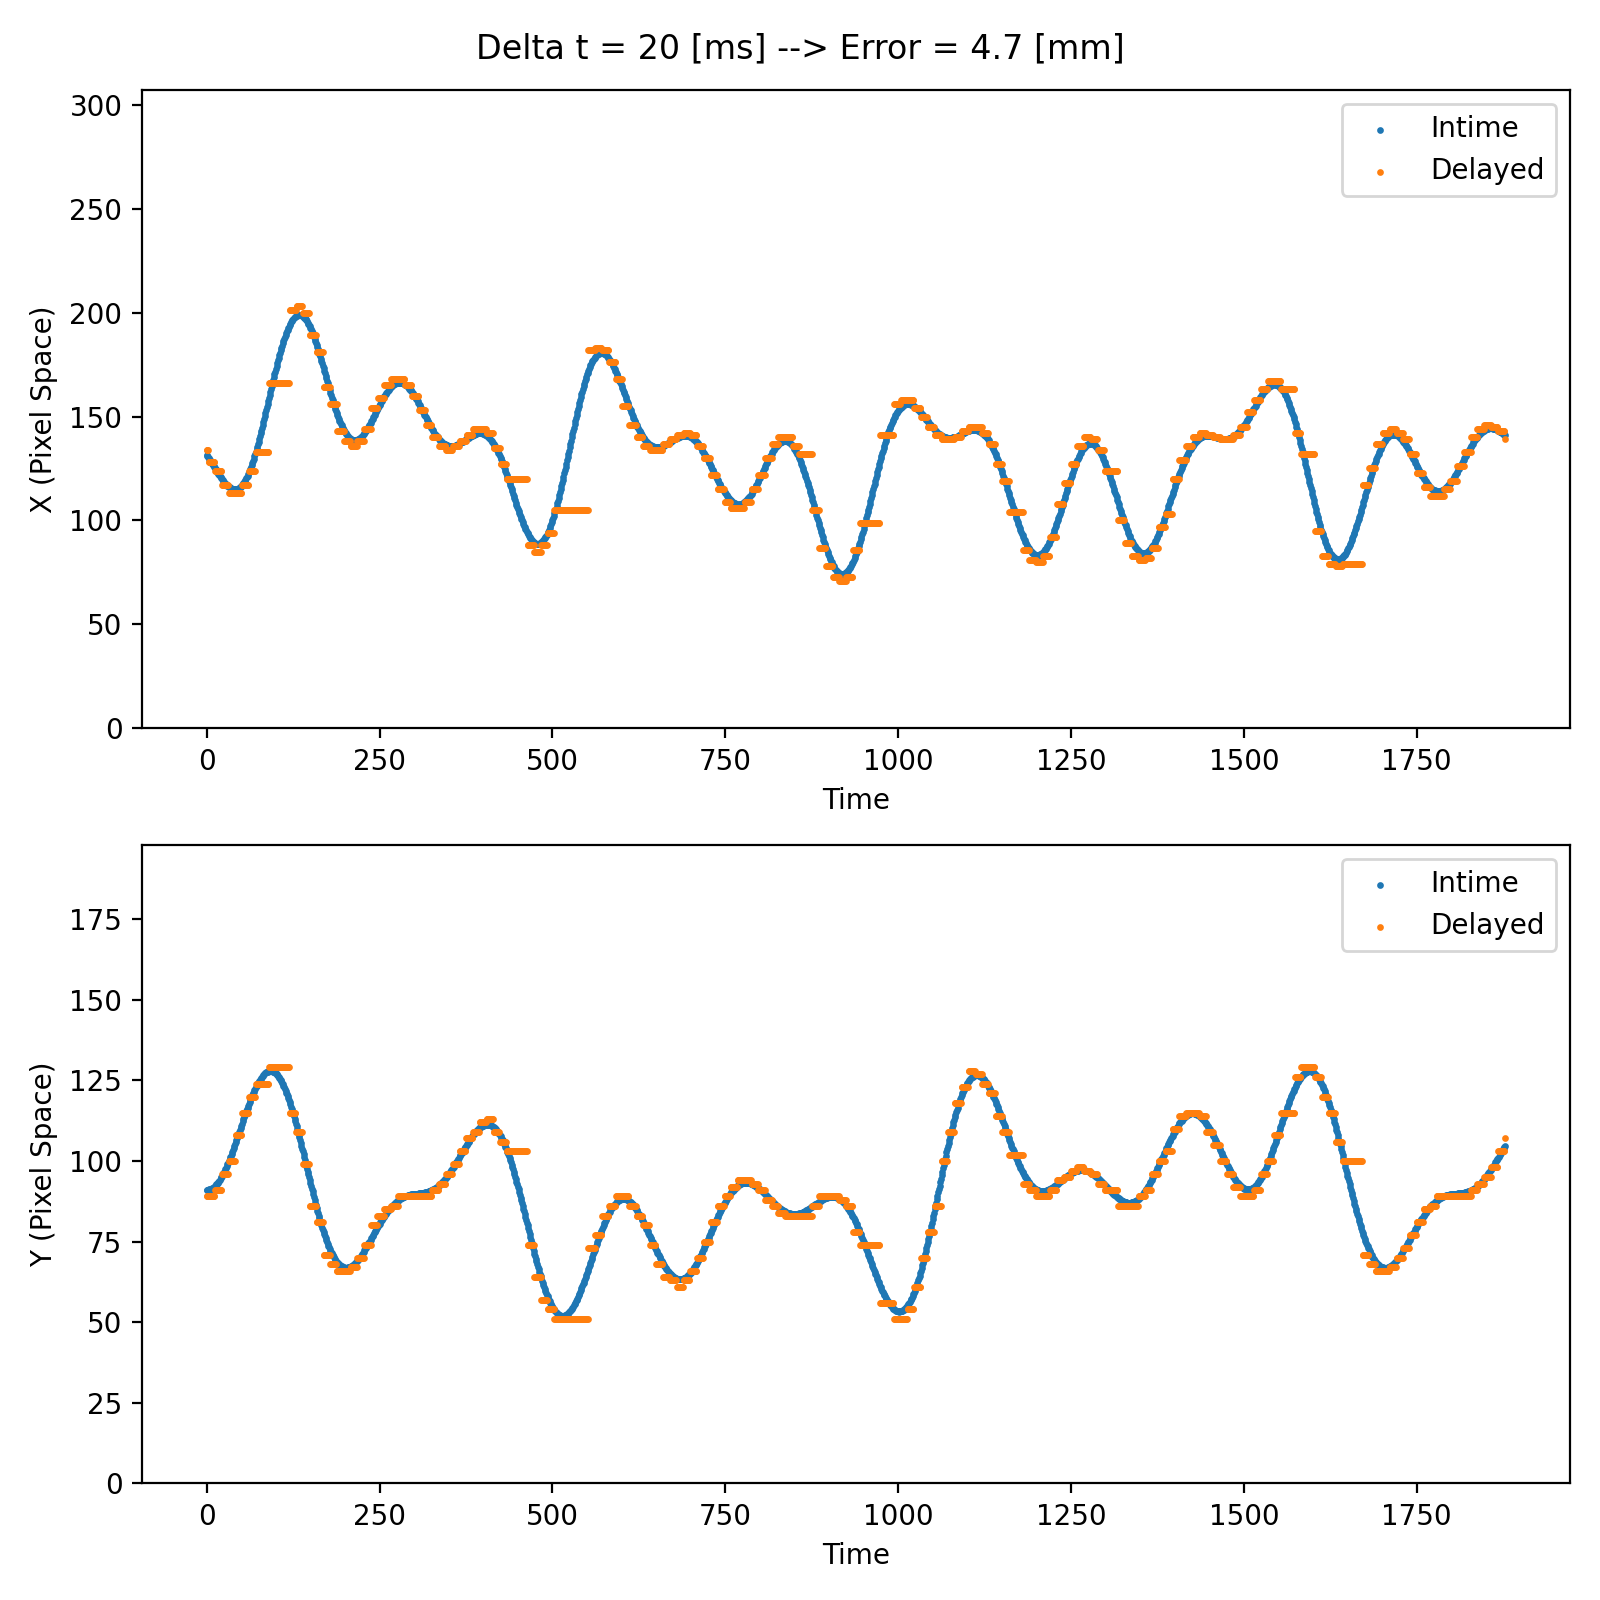 Delta t = 20 [ms] --> Error = 4.7 [mm]
300
250
200
150
100
50
0
X (Pixel Space)
Intime
Delayed
0 250 500 750 1000 1250 1500 1750
Time
175
150
125
100
75
50
25
0
Y (Pixel Space)
Intime
Delayed
0 250 500 750 1000 1250 1500 1750
Time